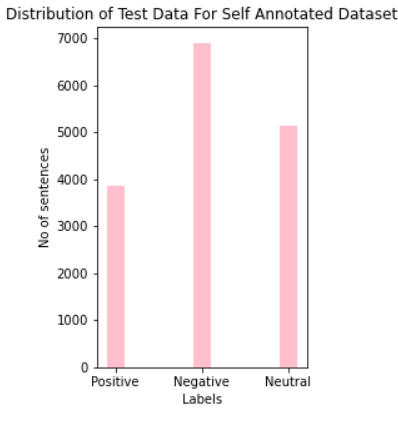 Distribution of Test Data For Self Annotated Dataset
7000
6000
5000
4000
3000
2000
1000
0
No of sentences
Positive Negative Neutral
Labels